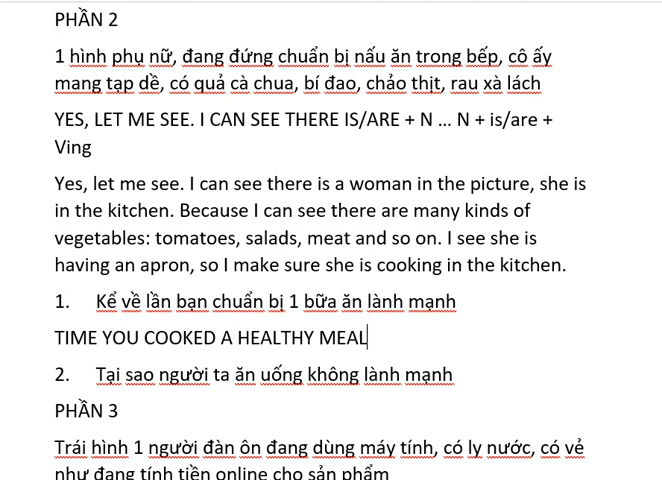 PHẦN 2
1 hình phụ nữ, đang đứng chuẩn bị nấu ăn trong bếp, cô ấy
mang tạp dề, có quả cà chua, bí đao, chảo thịt, rau xà lách
YES, LET ME SEE. I CAN SEE THERE IS/ARE + N ... N + is/are +
Ving
Yes, let me see. I can see there is a woman in the picture, she is
in the kitchen. Because I can see there are many kinds of
vegetables: tomatoes, salads, meat and so on. I see she is
having an apron, so I make sure she is cooking in the kitchen.
1. Kể về lần bạn chuẩn bị 1 bữa ăn lành mạnh
TIME YOU COOKED A HEALTHY MEAL
2. Tại sao người ta ăn uống không lành mạnh
PHẦN 3
Trái hình 1 người đàn ôn đang dùng máy tính, có ly nước, có vẻ
như đang tính tiền online cho sản phẩm